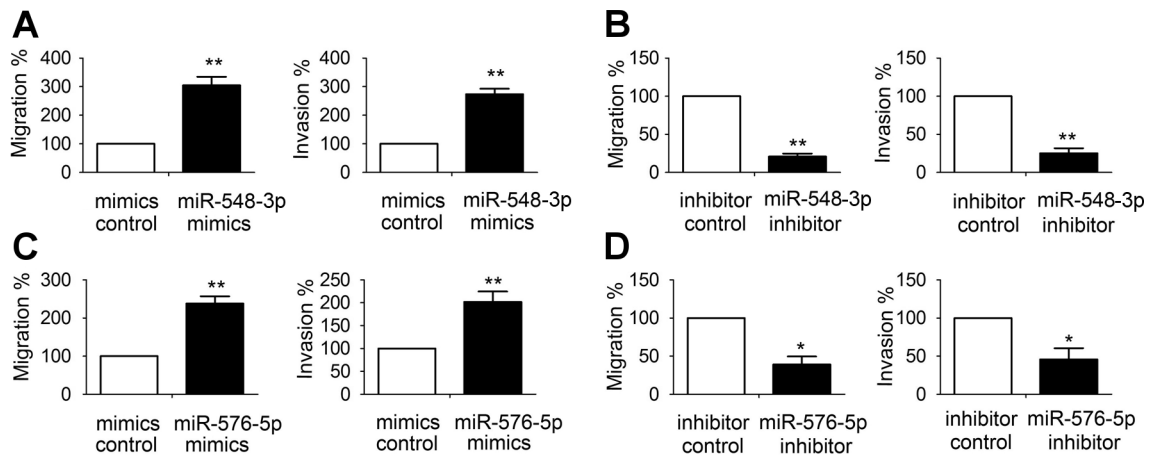 A
Migration %
400
300
200
100
0
**
mimics control
miR-548-3p mimics
Invasion %
400
300
200
100
0
**
mimics control
miR-548-3p mimics
B
Migration %
150
100
50
0
**
inhibitor control
miR-548-3p inhibitor
Invasion %
150
100
50
0
**
inhibitor control
miR-548-3p inhibitor
C
Migration %
300
200
100
0
**
mimics control
miR-576-5p mimics
Invasion %
250
200
150
100
50
0
**
mimics control
miR-576-5p mimics
D
Migration %
150
100
50
0
*
inhibitor control
miR-576-5p inhibitor
Invasion %
150
100
50
0
*
inhibitor control
miR-576-5p inhibitor